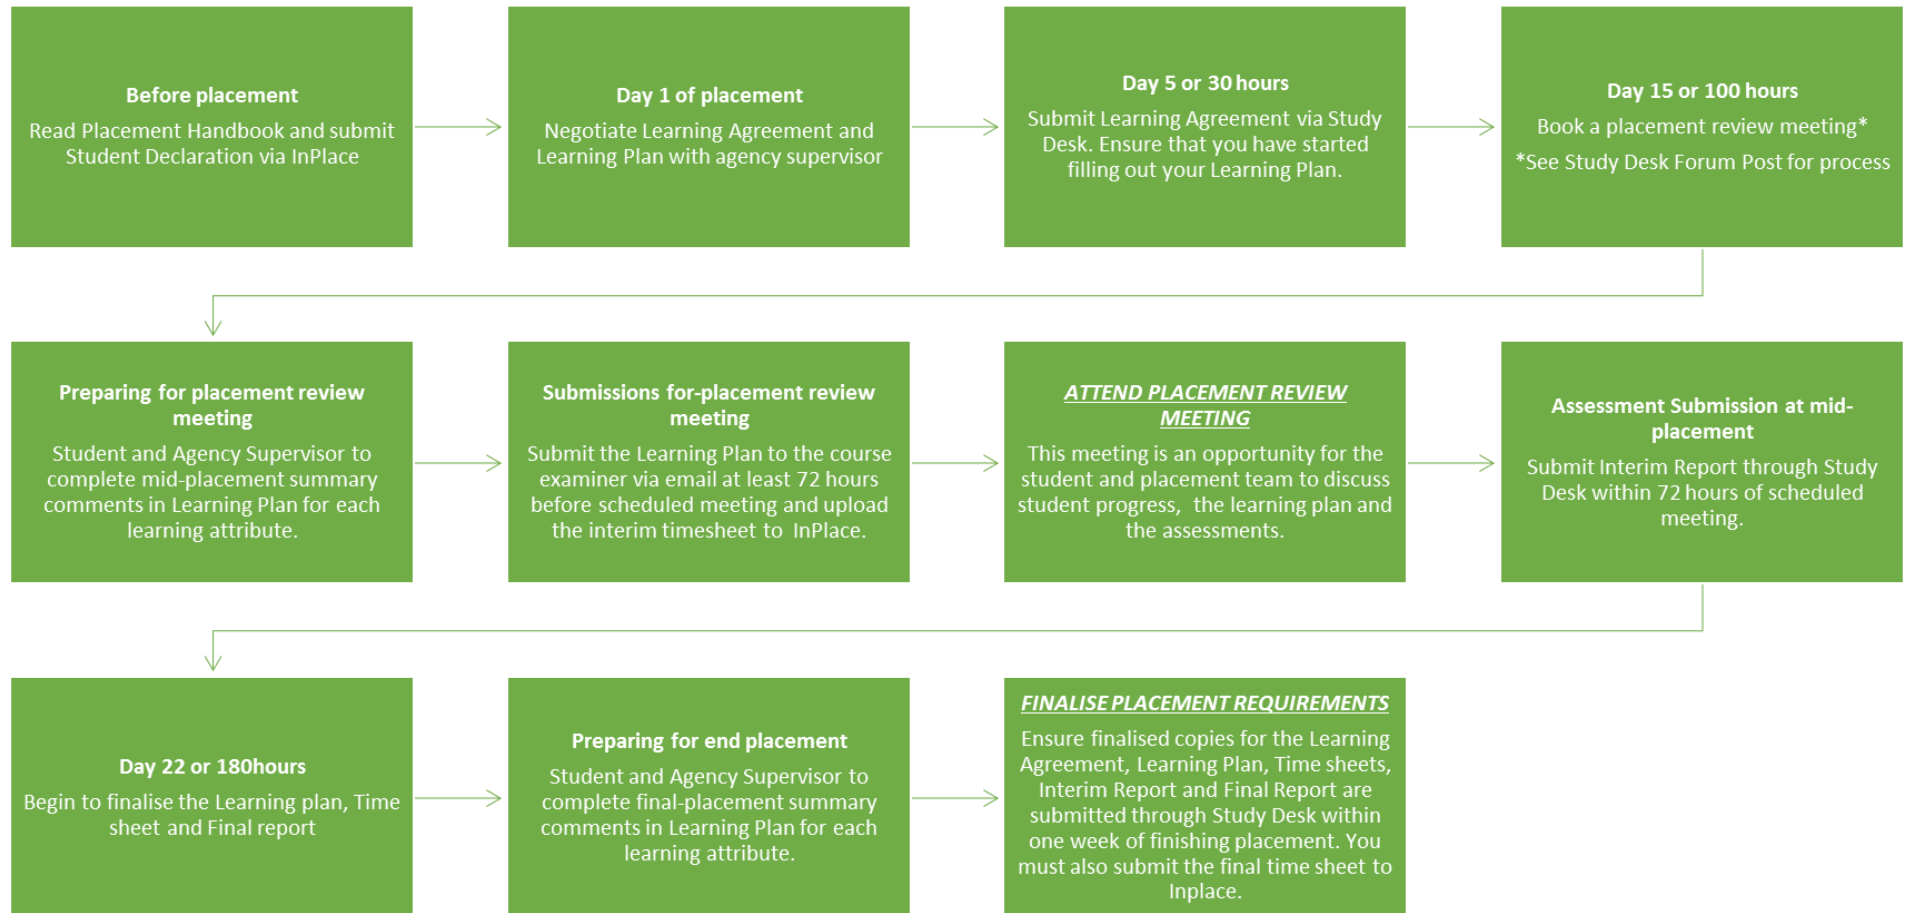 Before placement
Read Placement Handbook and submit
Student Declaration via InPlace
Day 1 of placement
Negotiate Learning Agreement and
Learning Plan with agency supervisor
Day 5 or 30 hours
Submit Learning Agreement via Study
Desk. Ensure that you have started
filling out your Learning Plan.
Day 15 or 100 hours
Book a placement review meeting*
*See Study Desk Forum Post for process
Preparing for placement review
meeting
Student and Agency Supervisor to
complete mid-placement summary
comments in Learning Plan for each
learning attribute.
Submissions for-placement review
meeting
Submit the Learning Plan to the course
examiner via email at least 72 hours
before scheduled meeting and upload
the interim timesheet to InPlace.
ATTEND PLACEMENT REVIEW
MEETING
This meeting is an opportunity for the
student and placement team to discuss
student progress, the learning plan and
the assessments.
Assessment Submission at mid-
placement
Submit Interim Report through Study
Desk within 72 hours of scheduled
meeting.
Day 22 or 180hours
Begin to finalise the Learning plan, Time
sheet and Final report
Preparing for end placement
Student and Agency Supervisor to
complete final-placement summary
comments in Learning Plan for each
learning attribute.
FINALISE PLACEMENT REQUIREMENTS
Ensure finalised copies for the Learning
Agreement, Learning Plan, Time sheets,
Interim Report and Final Report are
submitted through Study Desk within
one week of finishing placement. You
must also submit the final time sheet to
Inplace.